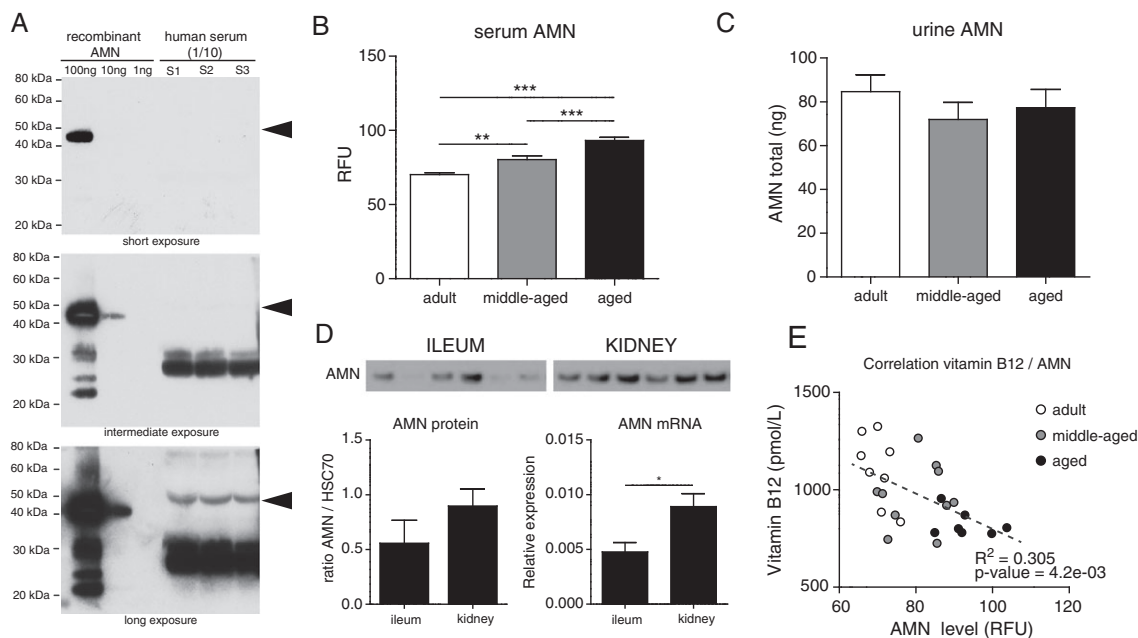 A
recombinant AMN
human serum (1/10)
100ng 10ng 1ng S1 S2 S3
80 kDa
60 kDa
50 kDa
40 kDa
30 kDa
20 kDa
short exposure
80 kDa
60 kDa
50 kDa
40 kDa
30 kDa
20 kDa
intermediate exposure
80 kDa
60 kDa
50 kDa
40 kDa
30 kDa
20 kDa
long exposure
B
serum AMN
150
100
50
0
RFU
***
**
***
adult middle-aged aged
C
urine AMN
100
80
60
40
20
0
AMN total (ng)
adult middle-aged aged
D
ILEUM KIDNEY
AMN
AMN protein
1.5
1.0
0.5
0.0
ratio AMN / HSC70
ileum kidney
AMN mRNA
0.015
0.010
0.005
0.000
Relative expression
*
ileum kidney
E
Correlation vitamin B12 / AMN
1500
1000
500
Vitamin B12 (pmol/L)
adult
middle-aged
aged
R² = 0.305
p-value = 4.2e-03
60 80 100 120
AMN level (RFU)